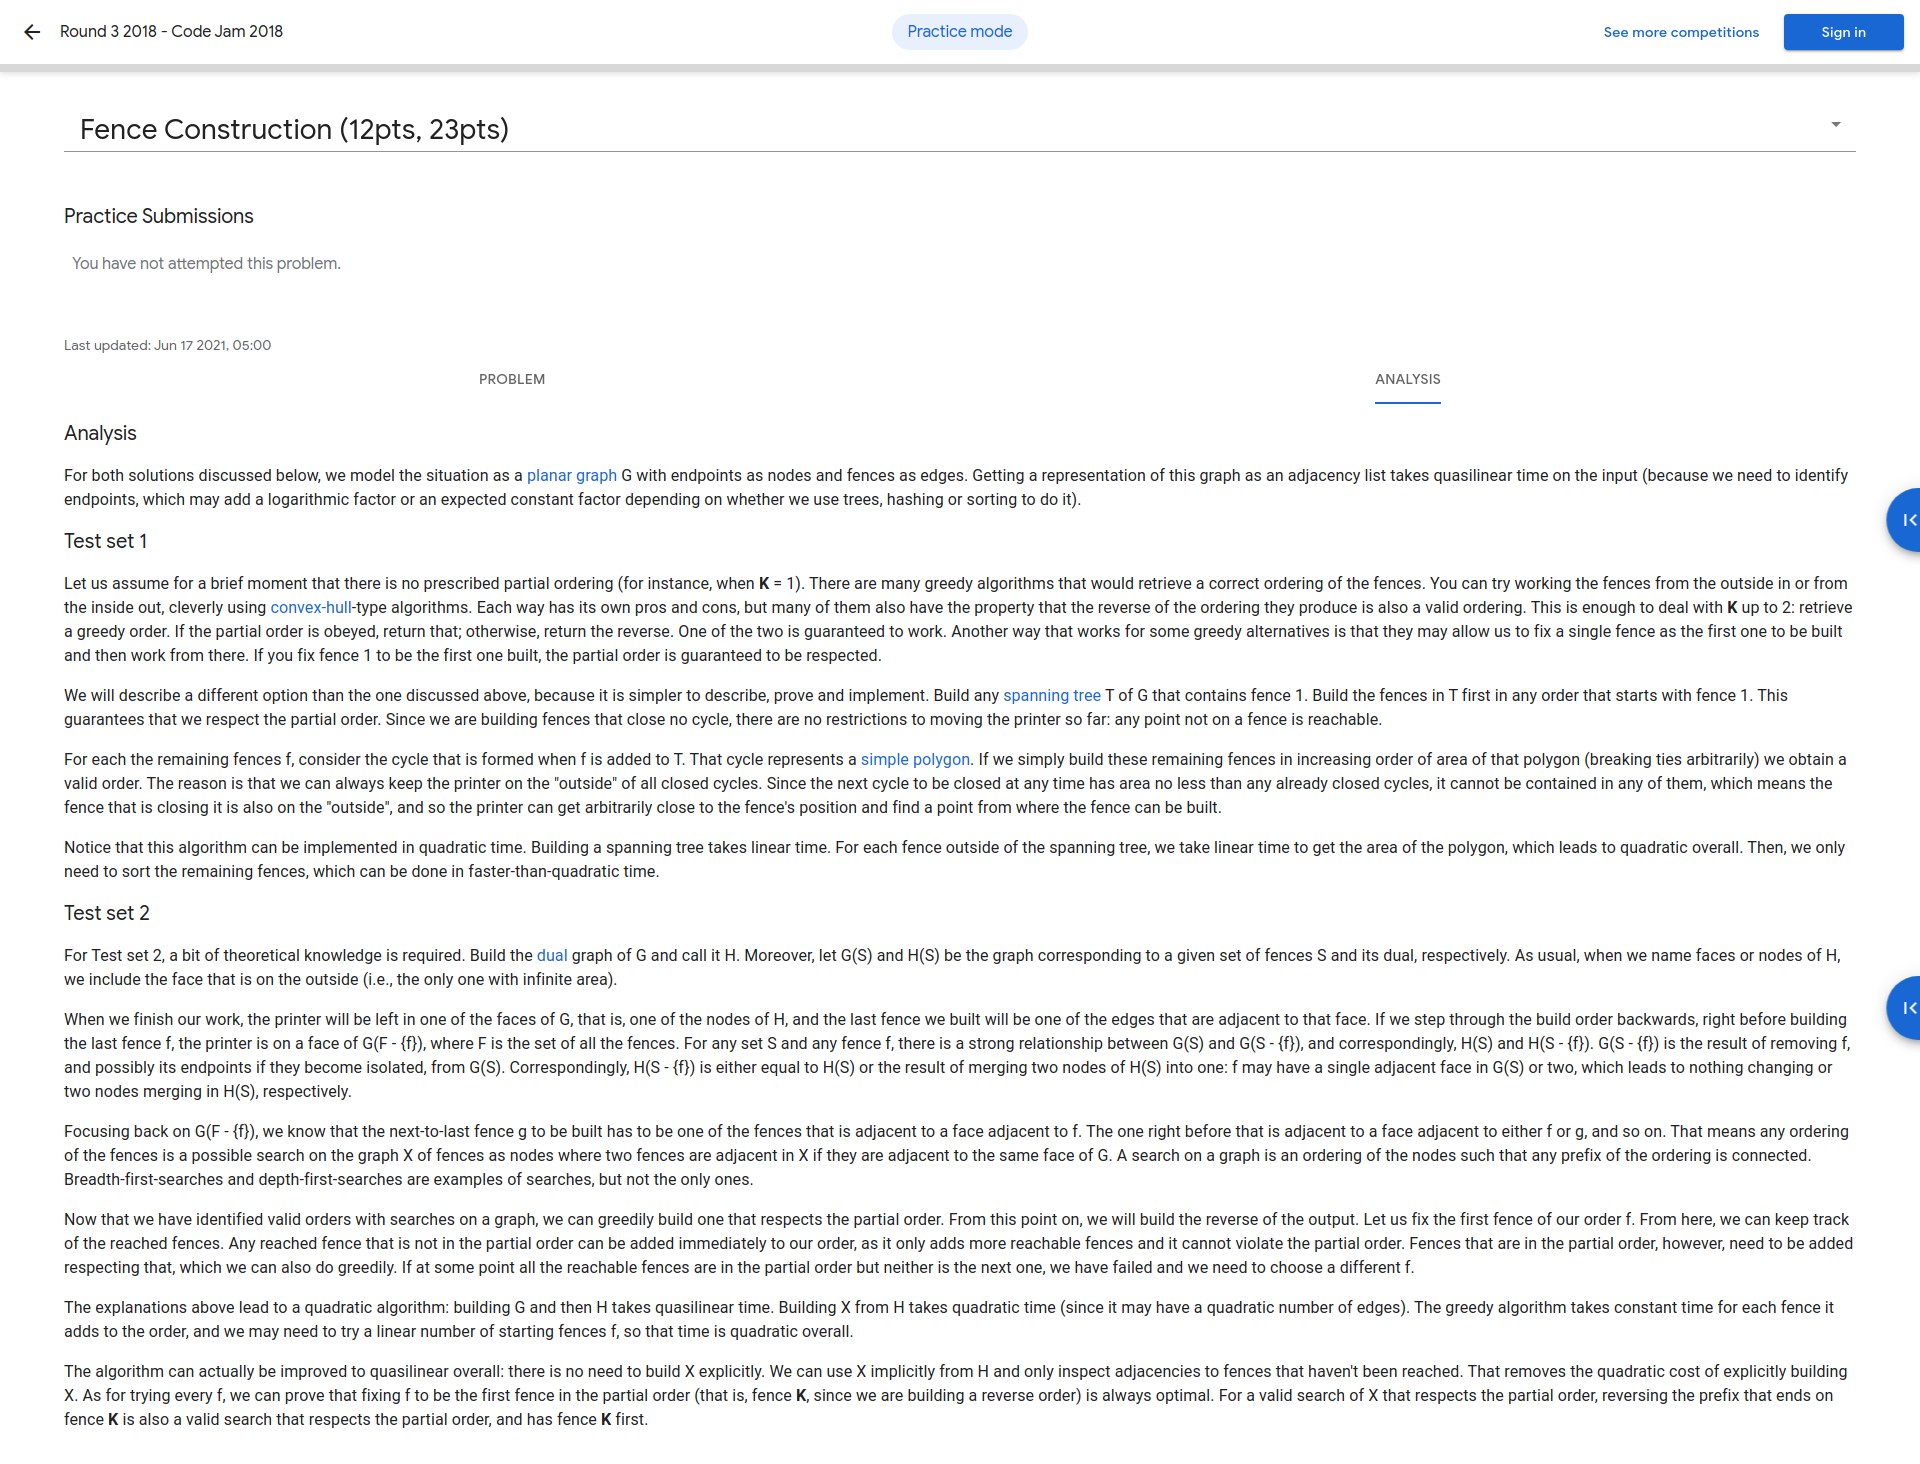 Round 3 2018 - Code Jam 2018
Practice mode
See more competitions
Sign in
Fence Construction (12pts, 23pts)
Practice Submissions
You have not attempted this problem.
Last updated: Jun 17 2021, 05:00
PROBLEM
ANALYSIS
Analysis
For both solutions discussed below, we model the situation as a planar graph G with endpoints as nodes and fences as edges. Getting a representation of this graph as an adjacency list takes quasilinear time on the input (because we need to identify
endpoints, which may add a logarithmic factor or an expected constant factor depending on whether we use trees, hashing or sorting to do it).
Test set 1
Let us assume for a brief moment that there is no prescribed partial ordering (for instance, when K = 1). There are many greedy algorithms that would retrieve a correct ordering of the fences. You can try working the fences from the outside in or from
the inside out, cleverly using convex-hull-type algorithms. Each way has its own pros and cons, but many of them also have the property that the reverse of the ordering they produce is also a valid ordering. This is enough to deal with K up to 2: retrieve
a greedy order. If the partial order is obeyed, return that; otherwise, return the reverse. One of the two is guaranteed to work. Another way that works for some greedy alternatives is that they may allow us to fix a single fence as the first one to be built
and then work from there. If you fix fence 1 to be the first one built, the partial order is guaranteed to be respected.
We will describe a different option than the one discussed above, because it is simpler to describe, prove and implement. Build any spanning tree T of G that contains fence 1. Build the fences in T first in any order that starts with fence 1. This
guarantees that we respect the partial order. Since we are building fences that close no cycle, there are no restrictions to moving the printer so far: any point not on a fence is reachable.
For each the remaining fences f, consider the cycle that is formed when f is added to T. That cycle represents a simple polygon. If we simply build these remaining fences in increasing order of area of that polygon (breaking ties arbitrarily) we obtain a
valid order. The reason is that we can always keep the printer on the "outside" of all closed cycles. Since the next cycle to be closed at any time has area no less than any already closed cycles, it cannot be contained in any of them, which means the
fence that is closing it is also on the "outside", and so the printer can get arbitrarily close to the fence's position and find a point from where the fence can be built.
Notice that this algorithm can be implemented in quadratic time. Building a spanning tree takes linear time. For each fence outside of the spanning tree, we take linear time to get the area of the polygon, which leads to quadratic overall. Then, we only
need to sort the remaining fences, which can be done in faster-than-quadratic time.
Test set 2
For Test set 2, a bit of theoretical knowledge is required. Build the dual graph of G and call it H. Moreover, let G(S) and H(S) be the graph corresponding to a given set of fences S and its dual, respectively. As usual, when we name faces or nodes of H,
we include the face that is on the outside (i.e., the only one with infinite area).
When we finish our work, the printer will be left in one of the faces of G, that is, one of the nodes of H, and the last fence we built will be one of the edges that are adjacent to that face. If we step through the build order backwards, right before building
the last fence f, the printer is on a face of G(F - {f}), where F is the set of all the fences. For any set S and any fence f, there is a strong relationship between G(S) and G(S - {f}), and correspondingly, H(S) and H(S - {f}). G(S - {f}) is the result of removing f,
and possibly its endpoints if they become isolated, from G(S). Correspondingly, H(S - {f}) is either equal to H(S) or the result of merging two nodes of H(S) into one: f may have a single adjacent face in G(S) or two, which leads to nothing changing or
two nodes merging in H(S), respectively.
Focusing back on G(F - {f}), we know that the next-to-last fence g to be built has to be one of the fences that is adjacent to a face adjacent to f. The one right before that is adjacent to a face adjacent to either f or g, and so on. That means any ordering
of the fences is a possible search on the graph X of fences as nodes where two fences are adjacent in X if they are adjacent to the same face of G. A search on a graph is an ordering of the nodes such that any prefix of the ordering is connected.
Breadth-first-searches and depth-first-searches are examples of searches, but not the only ones.
Now that we have identified valid orders with searches on a graph, we can greedily build one that respects the partial order. From this point on, we will build the reverse of the output. Let us fix the first fence of our order f. From here, we can keep track
of the reached fences. Any reached fence that is not in the partial order can be added immediately to our order, as it only adds more reachable fences and it cannot violate the partial order. Fences that are in the partial order, however, need to be added
respecting that, which we can also do greedily. If at some point all the reachable fences are in the partial order but neither is the next one, we have failed and we need to choose a different f.
The explanations above lead to a quadratic algorithm: building G and then H takes quasilinear time. Building X from H takes quadratic time (since it may have a quadratic number of edges). The greedy algorithm takes constant time for each fence it
adds to the order, and we may need to try a linear number of starting fences f, so that time is quadratic overall.
The algorithm can actually be improved to quasilinear overall: there is no need to build X explicitly. We can use X implicitly from H and only inspect adjacencies to fences that haven't been reached. That removes the quadratic cost of explicitly building
X. As for trying every f, we can prove that fixing f to be the first fence in the partial order (that is, fence K, since we are building a reverse order) is always optimal. For a valid search of X that respects the partial order, reversing the prefix that ends on
fence K is also a valid search that respects the partial order, and has fence K first.